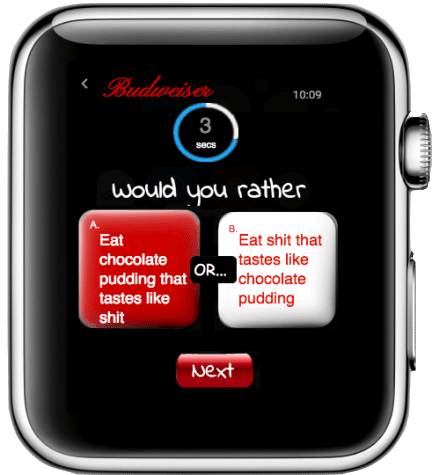 Budweiser
10:09
3
secs
would you rather
A.
Eat
chocolate
pudding that
tastes like
shit
OR...
B.
Eat shit that
tastes like
chocolate
pudding
Next